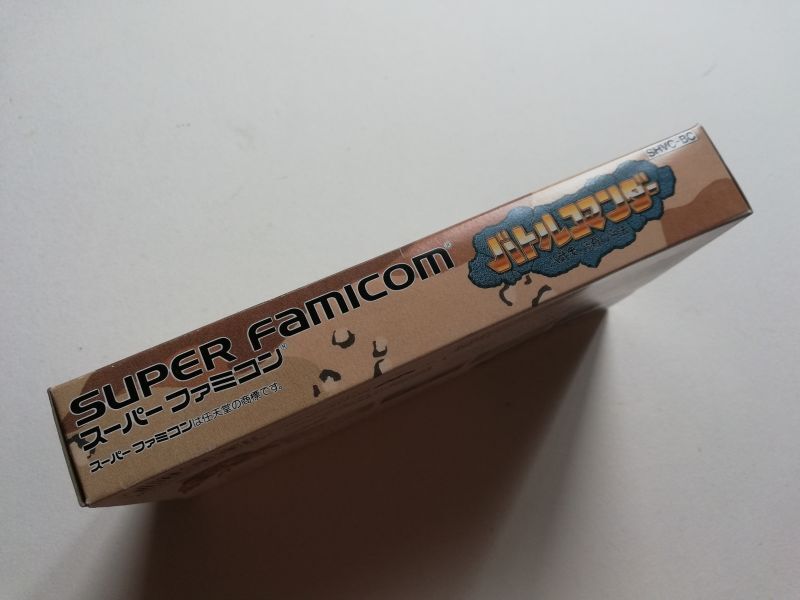 SUPER FAMICOM®
スーパーファミコン®
スーパーファミコンは任天堂の商標です。
バトルコマンダー
SHVC-BC